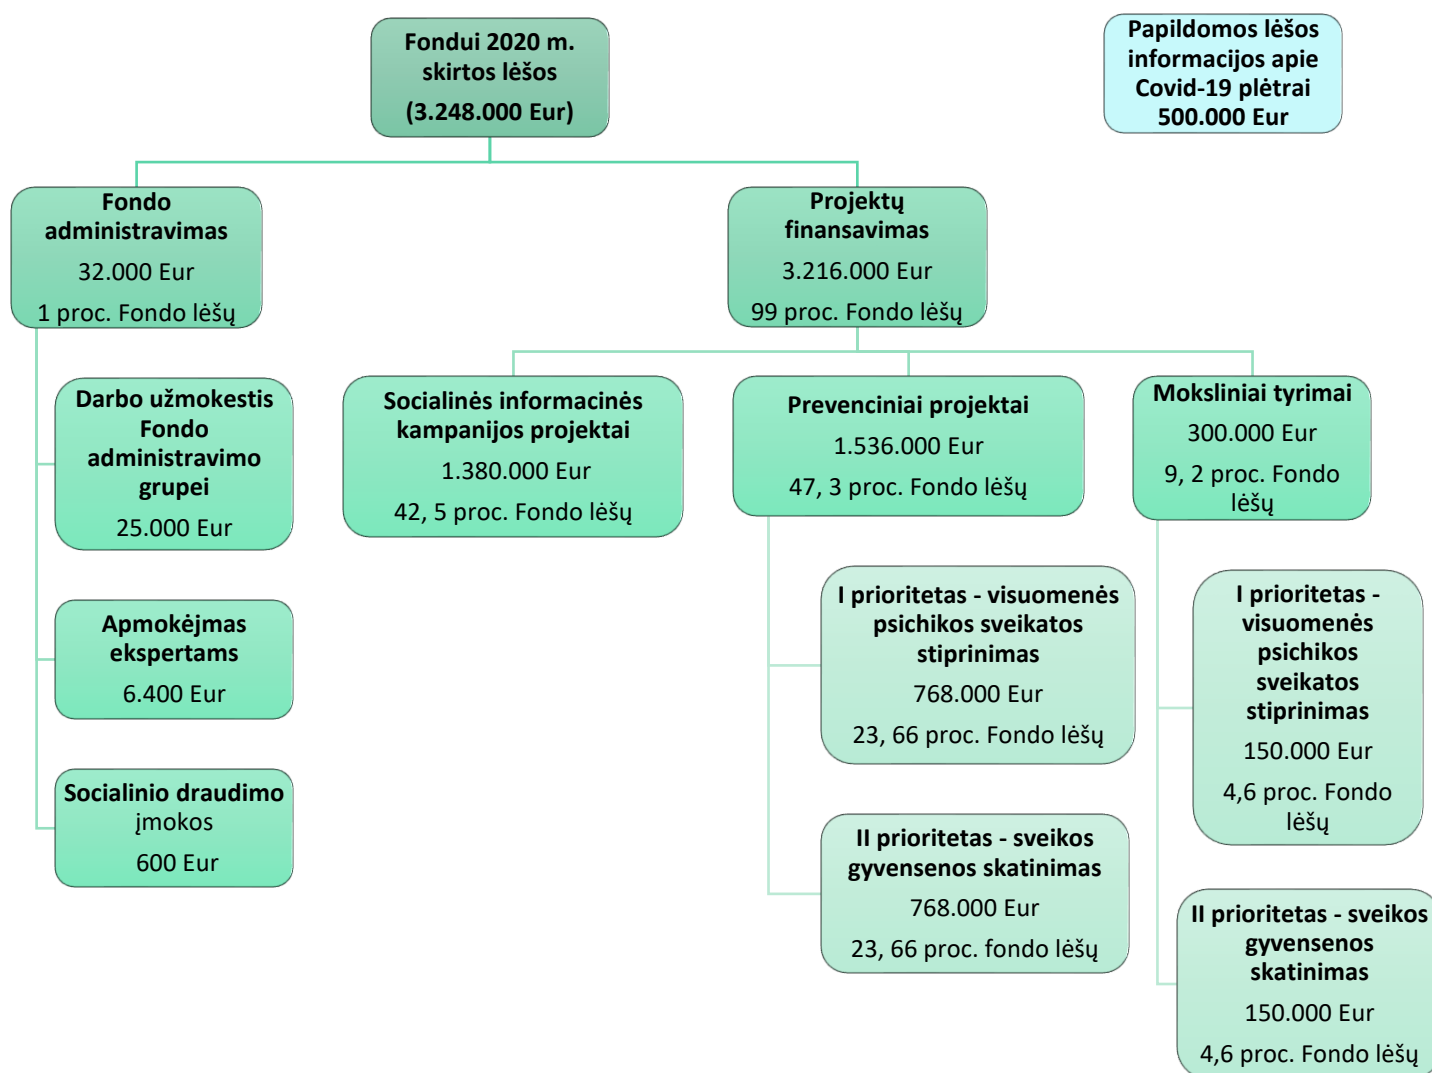 Fondui 2020 m.
skirtos lėšos
(3.248.000 Eur)
Papildomos lėšos
informacijos apie
Covid-19 plėtrai
500.000 Eur
Fondo
administravimas
32.000 Eur
1 proc. Fondo lėšų
Projektų
finansavimas
3.216.000 Eur
99 proc. Fondo lėšų
Darbo užmokestis
Fondo
administravimo
grupei
25.000 Eur
Apmokėjmas
ekspertams
6.400 Eur
Socialinio draudimo
įmokos
600 Eur
Socialinės informacinės
kampanijos projektai
1.380.000 Eur
42, 5 proc. Fondo lėšų
Prevenciniai projektai
1.536.000 Eur
47, 3 proc. Fondo lėšų
I prioritetas - visuomenės
psichikos sveikatos
stiprinimas
768.000 Eur
23, 66 proc. Fondo lėšų
II prioritetas - sveikos
gyvensenos skatinimas
768.000 Eur
23, 66 proc. fondo lėšų
Moksliniai tyrimai
300.000 Eur
9, 2 proc. Fondo
lėšų
I prioritetas -
visuomenės
psichikos
sveikatos
stiprinimas
150.000 Eur
4,6 proc. Fondo
lėšų
II prioritetas - sveikos
gyvensenos
skatinimas
150.000 Eur
4,6 proc. Fondo lėšų